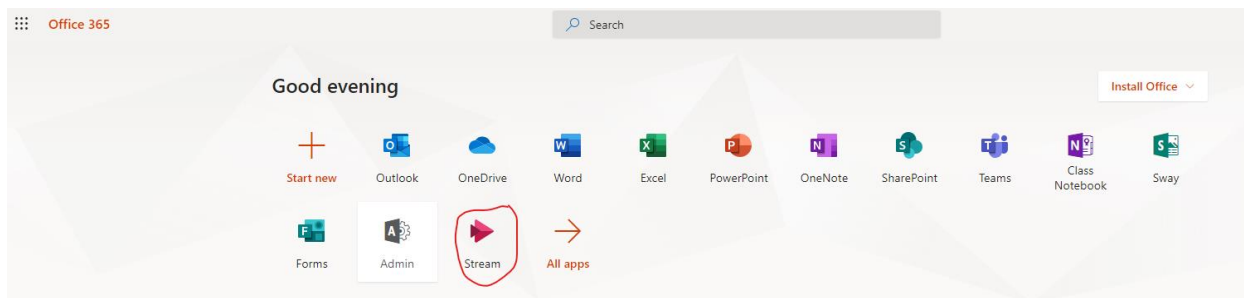 Office 365
Search
Good evening
Install Office
Start new
Outlook
OneDrive
Word
Excel
PowerPoint
OneNote
SharePoint
Teams
Class
Notebook
Sway
Forms
Admin
Stream
All apps